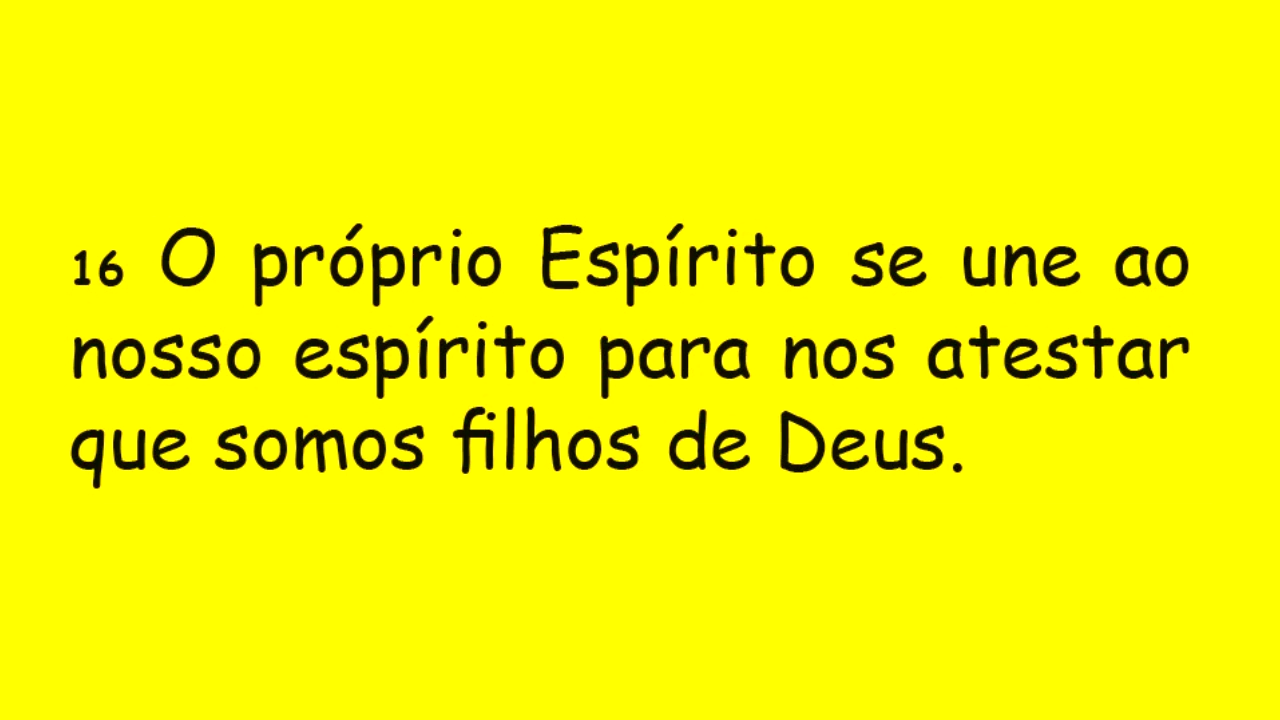 16 O próprio Espírito se une ao
nosso espírito para nos atestar
que somos filhos de Deus.